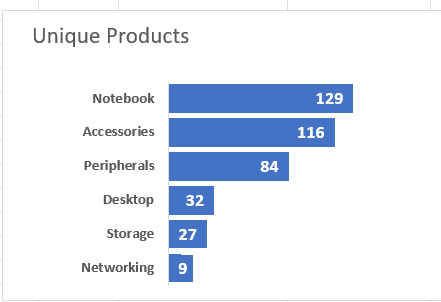 Unique Products
Notebook 129
Accessories 116
Peripherals 84
Desktop 32
Storage 27
Networking 9